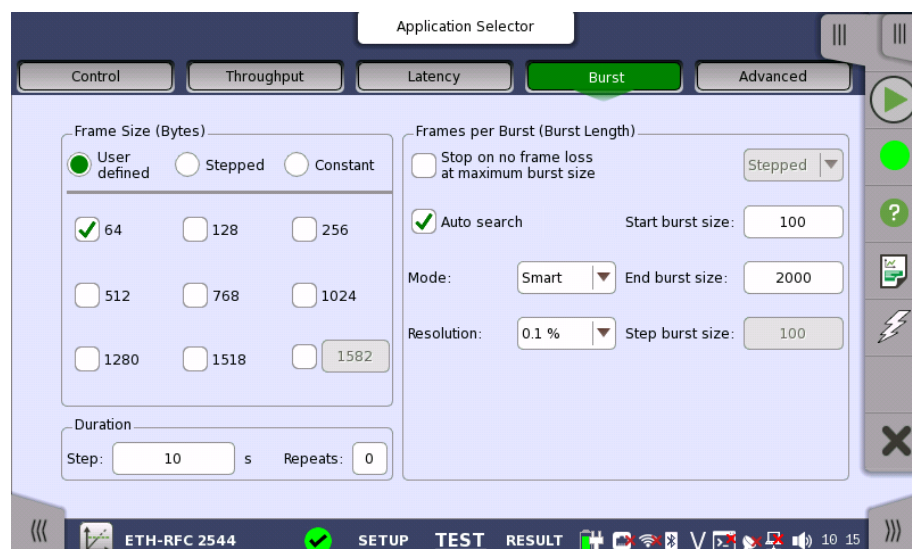 Application Selector
Control
Throughput
Latency
Burst
Advanced
Frame Size (Bytes)
User
defined
Stepped
Constant
64
128
256
512
768
1024
1280
1518
1582
Duration
Step:
10
s
Repeats:
0
Frames per Burst (Burst Length)
Stop on no frame loss
at maximum burst size
Stepped
Auto search
Start burst size:
100
Mode:
Smart
End burst size:
2000
Resolution:
0.1 %
Step burst size:
100
ETH-RFC 2544
SETUP
TEST
RESULT
10 15